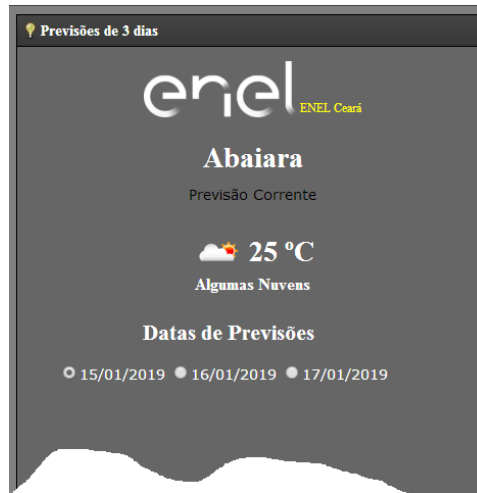 Previsões de 3 dias
enel ENEL Ceará
Abaiara
Previsão Corrente
25 ºC
Algumas Nuvens
Datas de Previsões
15/01/2019 16/01/2019 17/01/2019